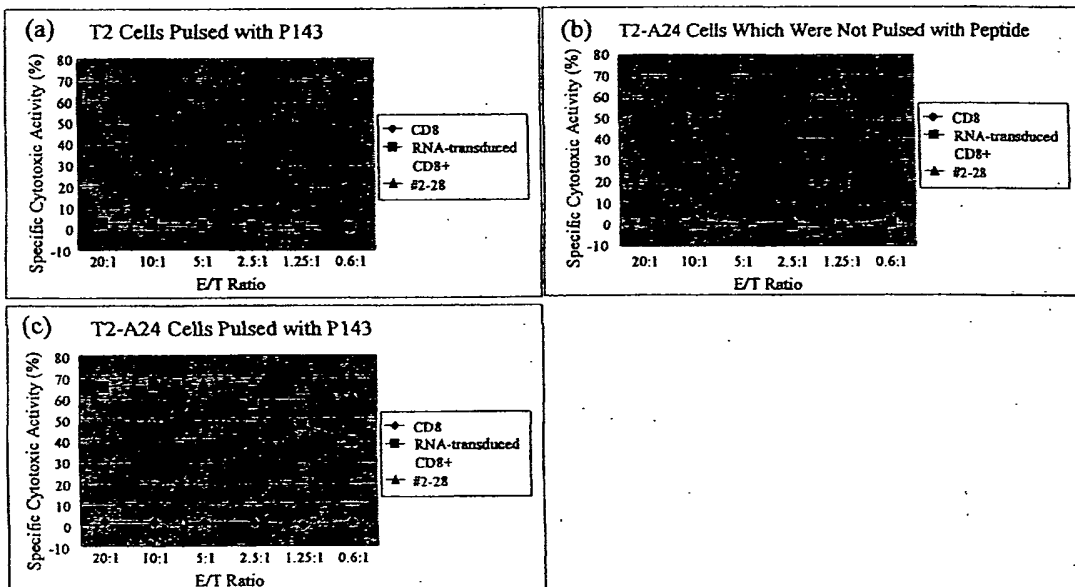 (a) T2 Cells Pulsed with P143
Specific Cytotoxic Activity (%)
80
70
60
50
40
30
20
10
0
-10
20:1 10:1 5:1 2.5:1 1.25:1 0.6:1
E/T Ratio
CD8
RNA-transduced
CD8+
#2-28
(b) T2-A24 Cells Which Were Not Pulsed with Peptide
Specific Cytotoxic Activity (%)
80
70
60
50
40
30
20
10
0
-10
20:1 10:1 5:1 2.5:1 1.25:1 0.6:1
E/T Ratio
CD8
RNA-transduced
CD8+
#2-28
(c) T2-A24 Cells Pulsed with P143
Specific Cytotoxic Activity (%)
80
70
60
50
40
30
20
10
0
-10
20:1 10:1 5:1 2.5:1 1.25:1 0.6:1
E/T Ratio
CD8
RNA-transduced
CD8+
#2-28